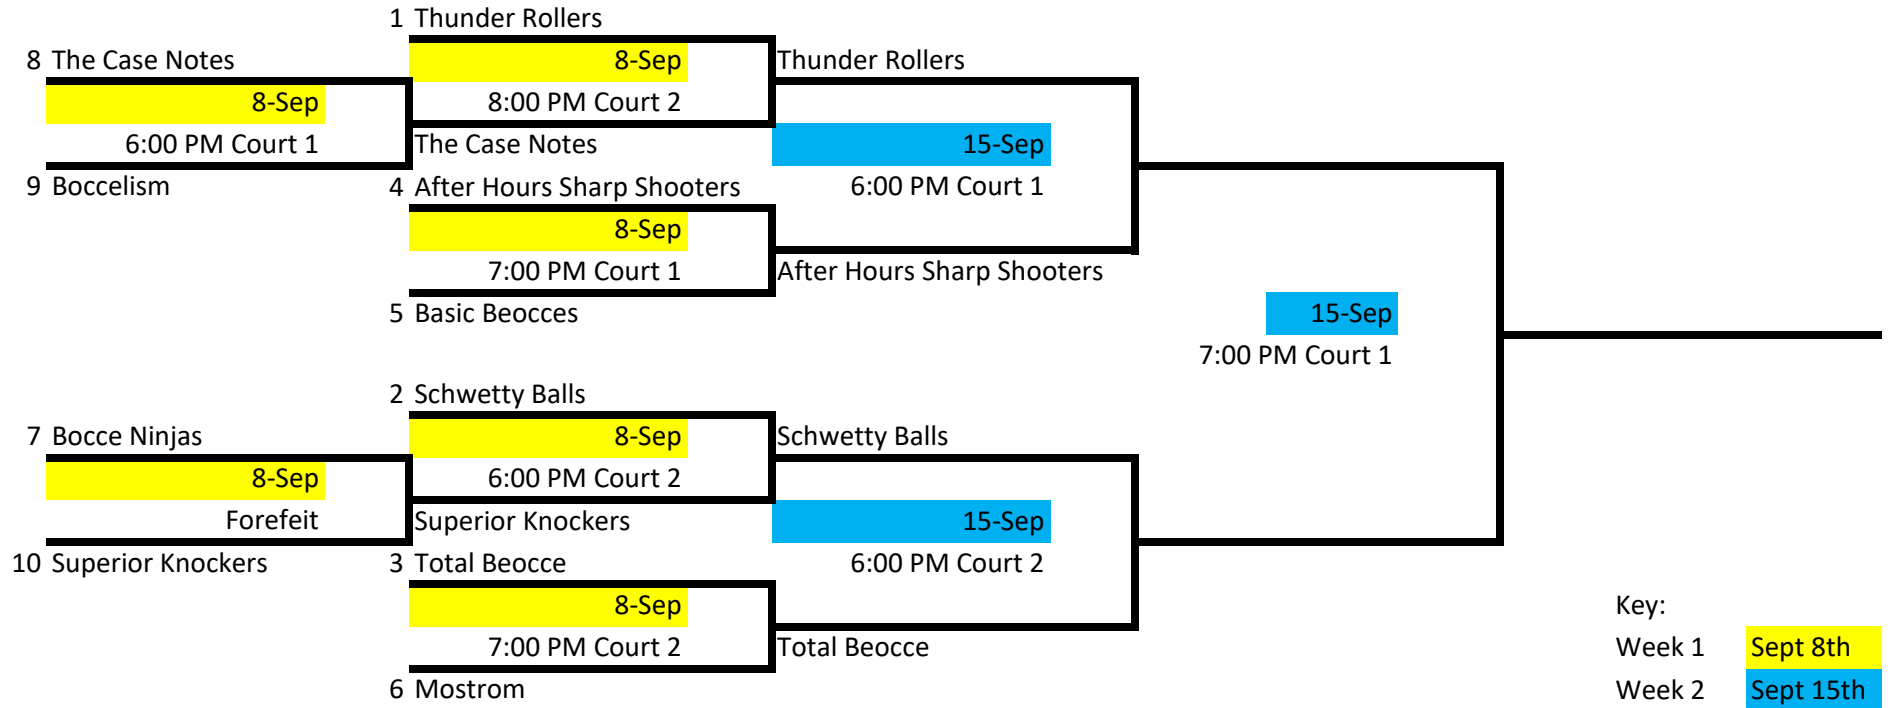 1 Thunder Rollers
8 The Case Notes
8-Sep
Thunder Rollers
8-Sep
8:00 PM Court 2
6:00 PM Court 1
The Case Notes
15-Sep
9 Boccelism
4 After Hours Sharp Shooters
6:00 PM Court 1
8-Sep
7:00 PM Court 1
After Hours Sharp Shooters
5 Basic Beocces
15-Sep
7:00 PM Court 1
2 Schwetty Balls
7 Bocce Ninjas
8-Sep
Schwetty Balls
8-Sep
6:00 PM Court 2
Forefeit
Superior Knockers
15-Sep
10 Superior Knockers
3 Total Beocce
6:00 PM Court 2
8-Sep
Key:
7:00 PM Court 2
Total Beocce
Week 1 Sept 8th
6 Mostrom
Week 2 Sept 15th